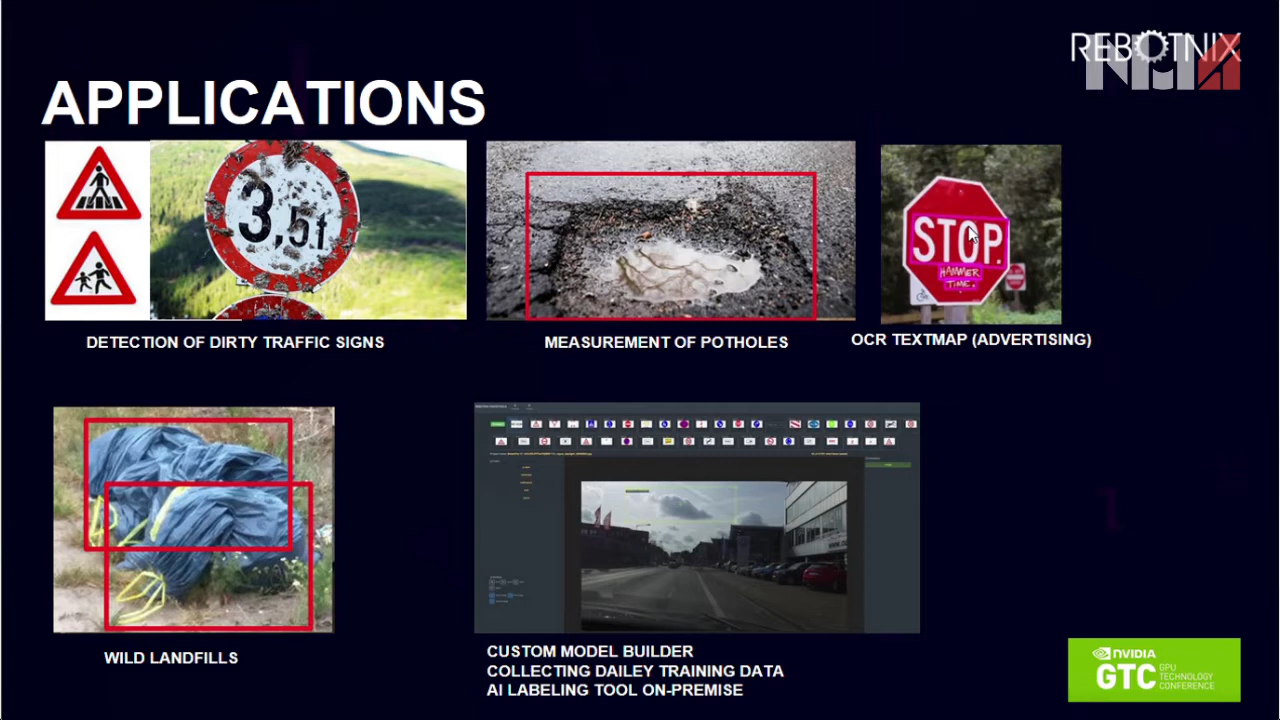 REBOTNIX
NMA
APPLICATIONS
3,5t
STOP
HAMMER
TIME.
DETECTION OF DIRTY TRAFFIC SIGNS
MEASUREMENT OF POTHOLES
OCR TEXTMAP (ADVERTISING)
WILD LANDFILLS
CUSTOM MODEL BUILDER
COLLECTING DAILEY TRAINING DATA
AI LABELING TOOL ON-PREMISE
NVIDIA
GTC
GPU
TECHNOLOGY
CONFERENCE